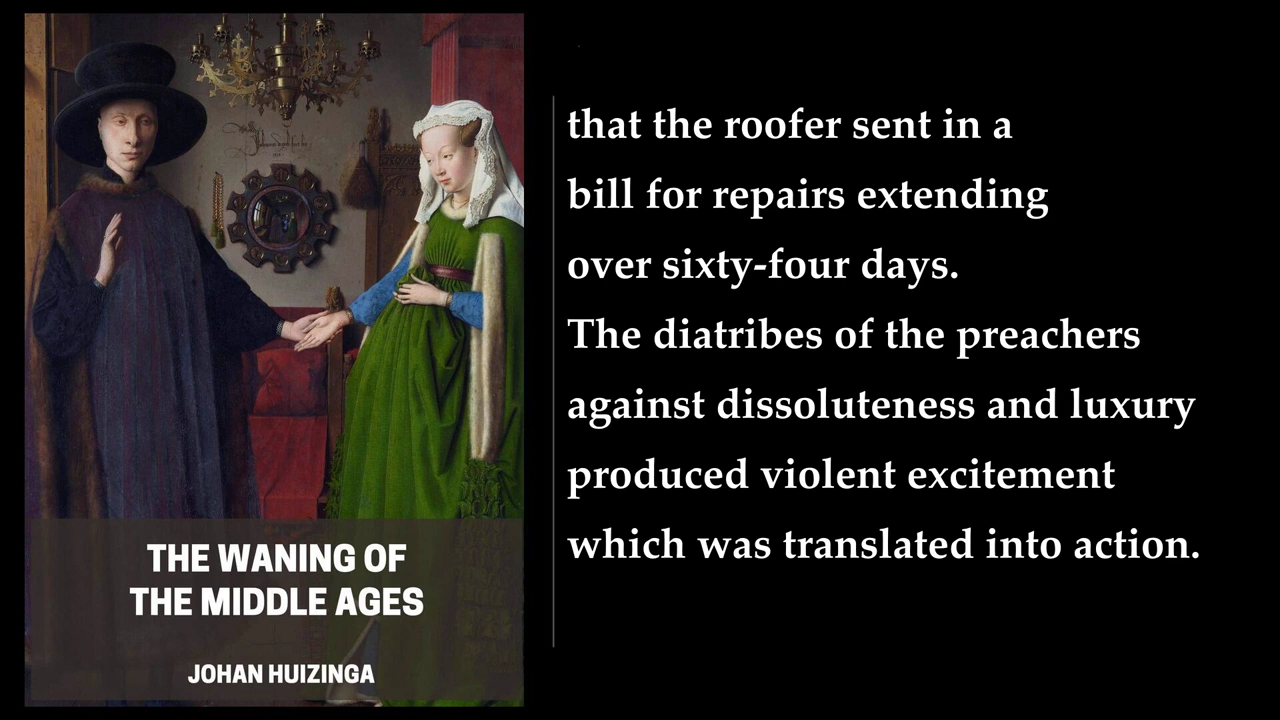 that the roofer sent in a
bill for repairs extending
over sixty-four days.
The diatribes of the preachers
against dissoluteness and luxury
produced violent excitement
which was translated into action.
THE WANING OF
THE MIDDLE AGES
JOHAN HUIZINGA